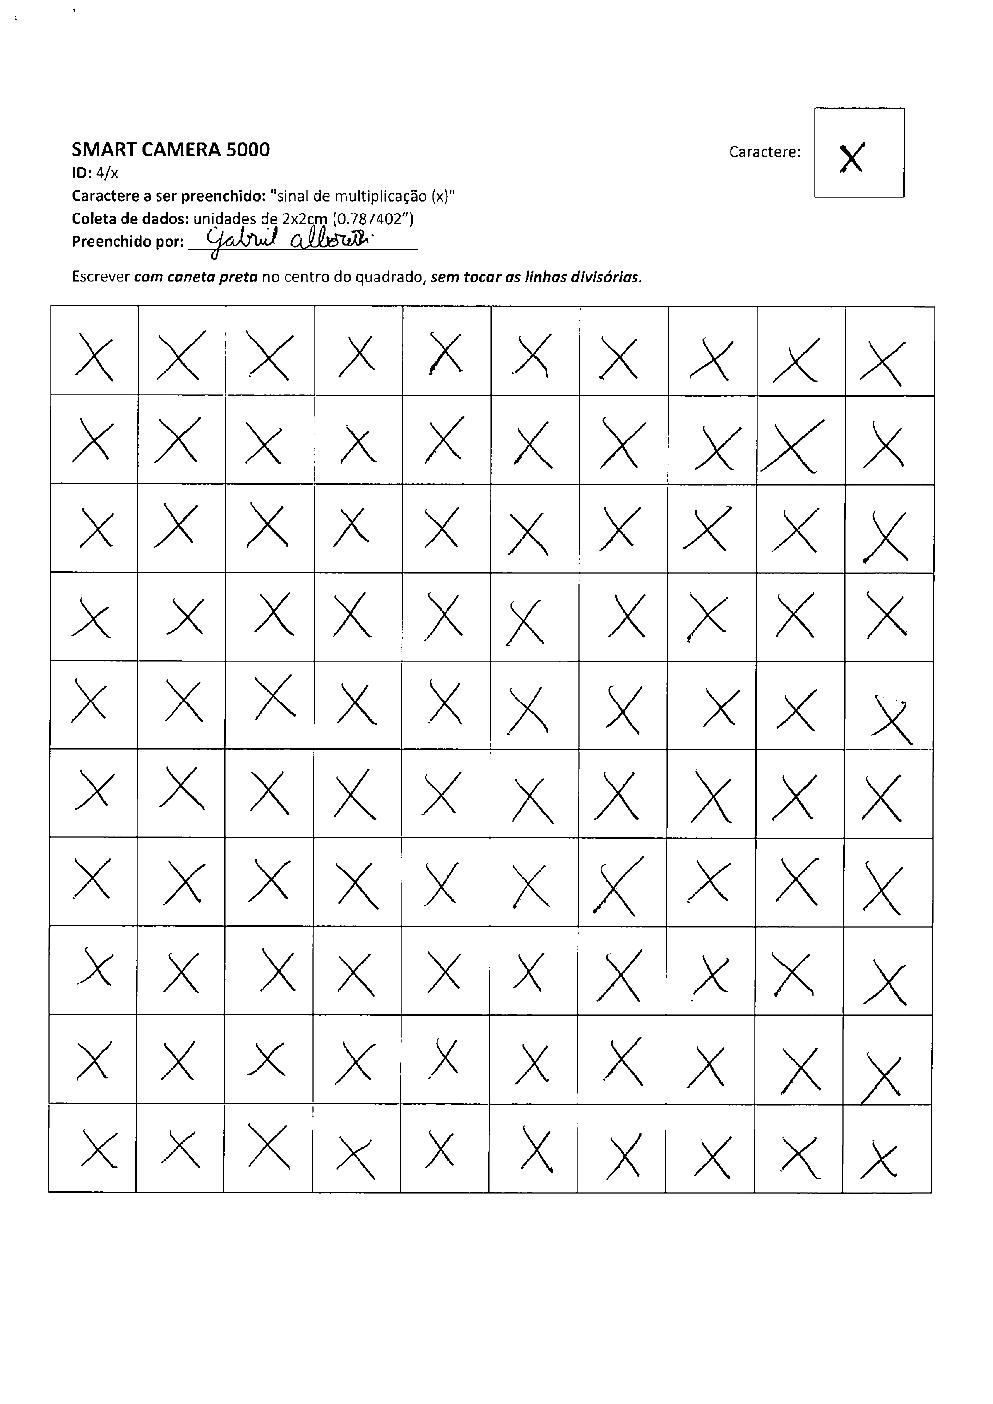 SMART CAMERA 5000
Caractere: X
ID: 4/x
Caractere a ser preenchido: "sinal de multiplicação (x)"
Coleta de dados: unidades de 2x2cm (0.787402")
Preenchido por: Gabriel
Escrever com caneta preta no centro do quadrado, sem tocar as linhas divisórias.
X X X X X X X X X X
X X X X X X X X X X
X X X X X X X X X X
X X X X X X X X X X
X X X X X X X X X X
X X X X X X X X X X
X X X X X X X X X X
X X X X X X X X X X
X X X X X X X X X X
X X X X X X X X X X